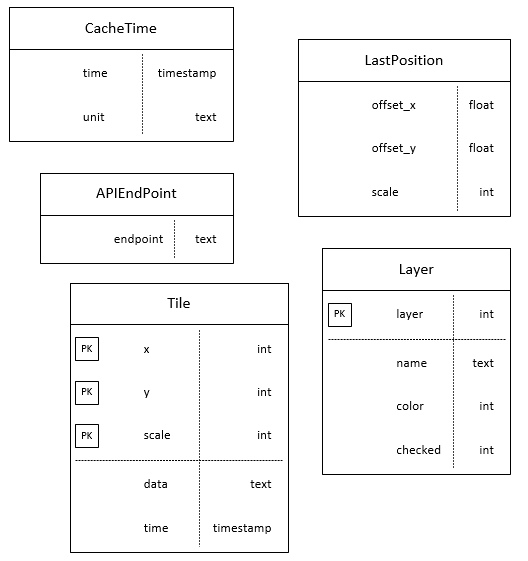 CacheTime
time timestamp
unit text
LastPosition
offset_x float
offset_y float
scale int
APIEndPoint
endpoint text
Tile
PK x int
PK y int
PK scale int
data text
time timestamp
Layer
PK layer int
name text
color int
checked int